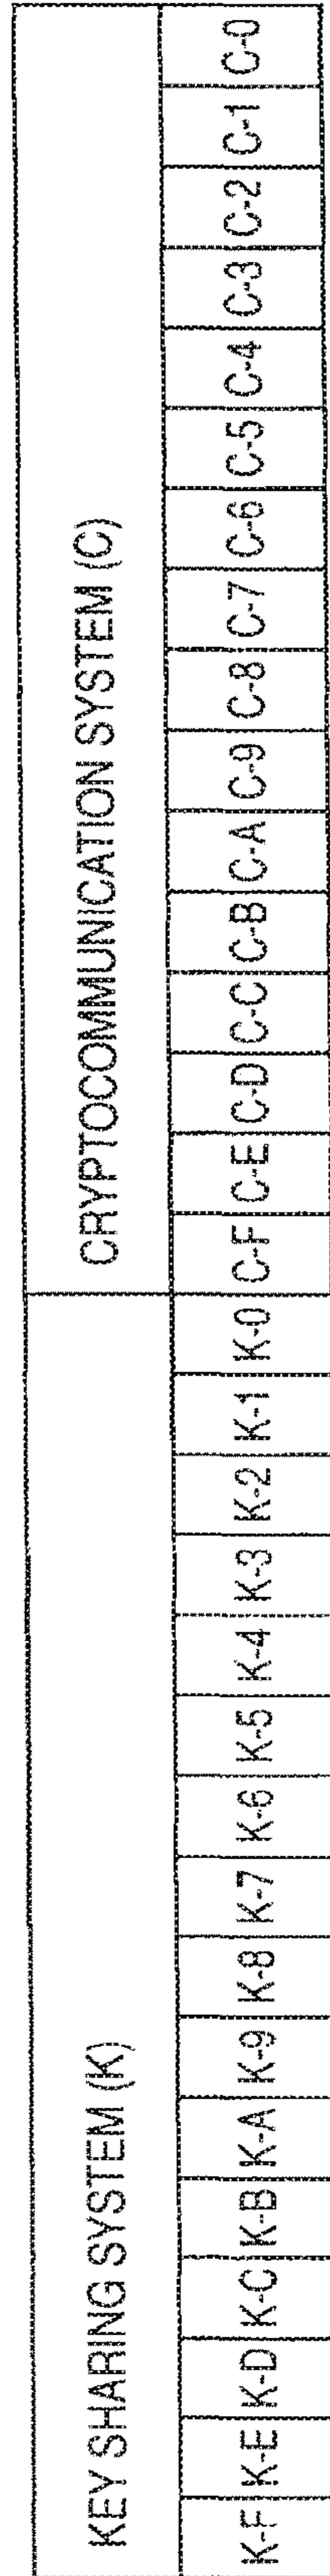 KEY SHARING SYSTEM (K)
CRYPTOCOMMUNICATION SYSTEM (C)
K-F K-E K-D K-C K-B K-A K-9 K-8 K-7 K-6 K-5 K-4 K-3 K-2 K-1 K-0 C-F C-E C-D C-C C-B C-A C-9 C-8 C-7 C-6 C-5 C-4 C-3 C-2 C-1 C-0